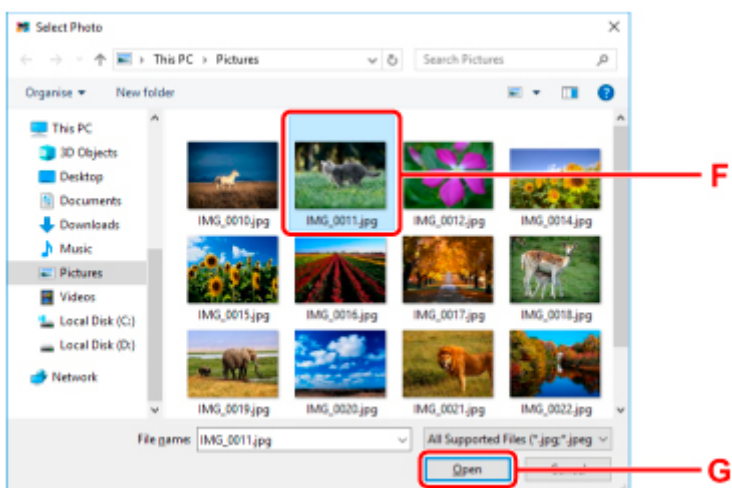 Select Photo
This PC > Pictures
Search Pictures
Organise
New folder
This PC
3D Objects
Desktop
Documents
Downloads
Music
Pictures
Videos
Local Disk (C:)
Local Disk (D:)
Network
IMG_0010.jpg IMG_0011.jpg IMG_0012.jpg IMG_0014.jpg
IMG_0015.jpg IMG_0016.jpg IMG_0017.jpg IMG_0018.jpg
IMG_0019.jpg IMG_0020.jpg IMG_0021.jpg IMG_0022.jpg
F
File name: IMG_0011.jpg
All Supported Files (*.jpg;*.jpeg
Open
G